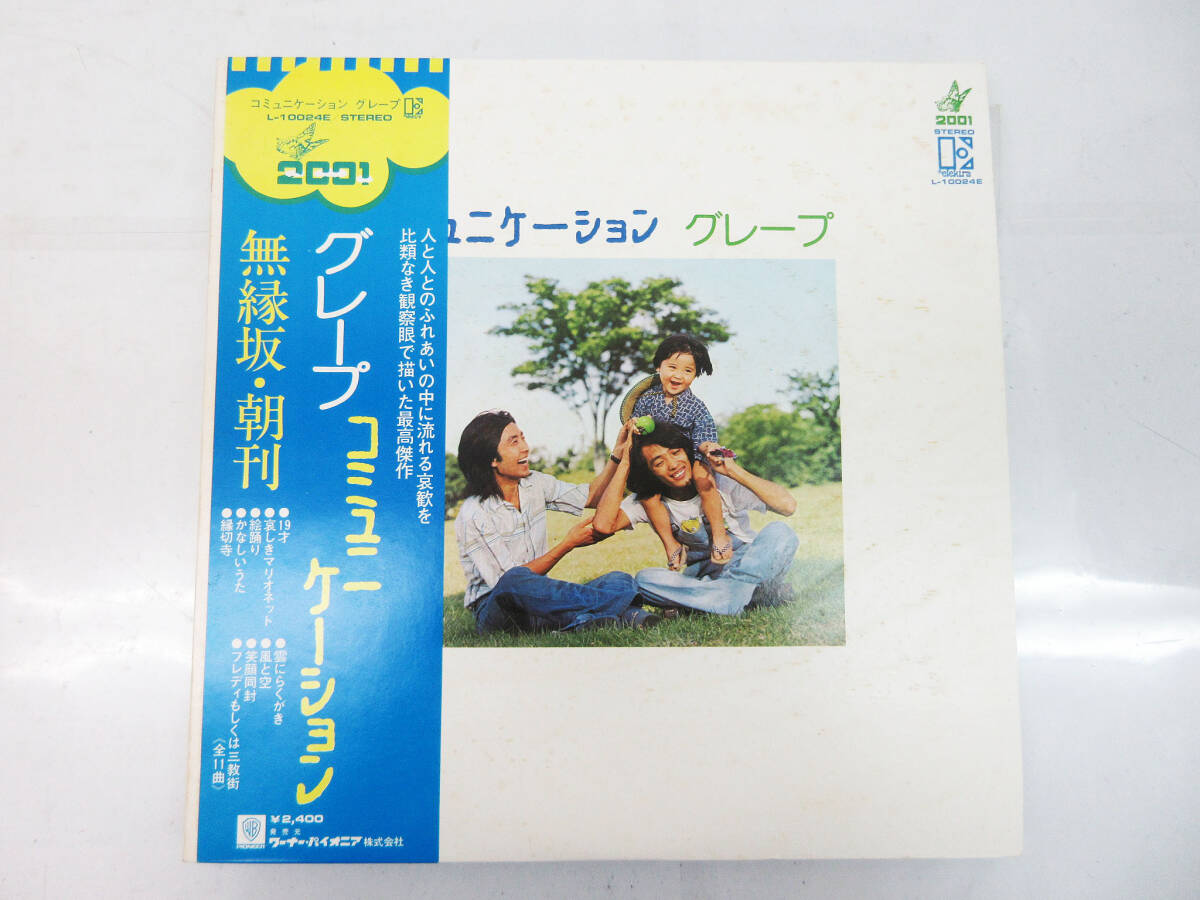 コミュニケーション グレープ
L-10024E STEREO
2001
人と人とのふれあいの中に流れる哀歓を
比類なき観察眼で描いた最高傑作
グレープ コミュニケーション
無縁坂・朝刊
●19才
●哀しきマリオネット
●絵踊り
●かなしいうた
●縁切寺
●雲にらくがき
●風と空
●笑顔同封
●フレディもしくは三教街
《全11曲》
WB
PIONEER
¥2,400
発売元
ワーナー・パイオニア株式会社
2001
STEREO
elektra
L-10024E
ュニケーション グレープ